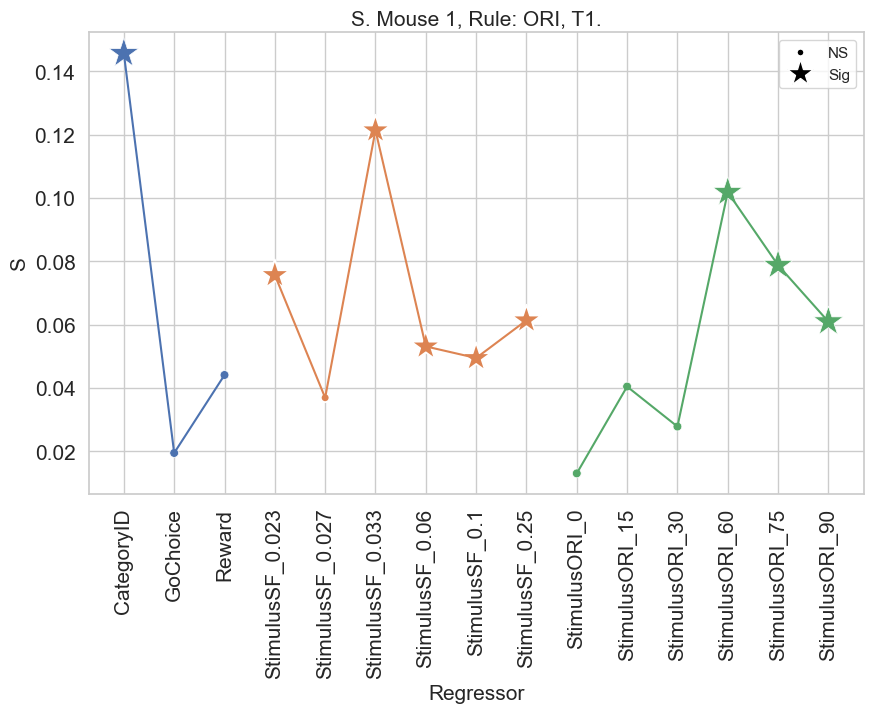 S. Mouse 1, Rule: ORI, T1.
NS
Sig
0.14
0.12
0.10
0.08
0.06
0.04
0.02
S
CategoryID
GoChoice
Reward
StimulusSF_0.023
StimulusSF_0.027
StimulusSF_0.033
StimulusSF_0.06
StimulusSF_0.1
StimulusSF_0.25
StimulusORI_0
StimulusORI_15
StimulusORI_30
StimulusORI_60
StimulusORI_75
StimulusORI_90
Regressor